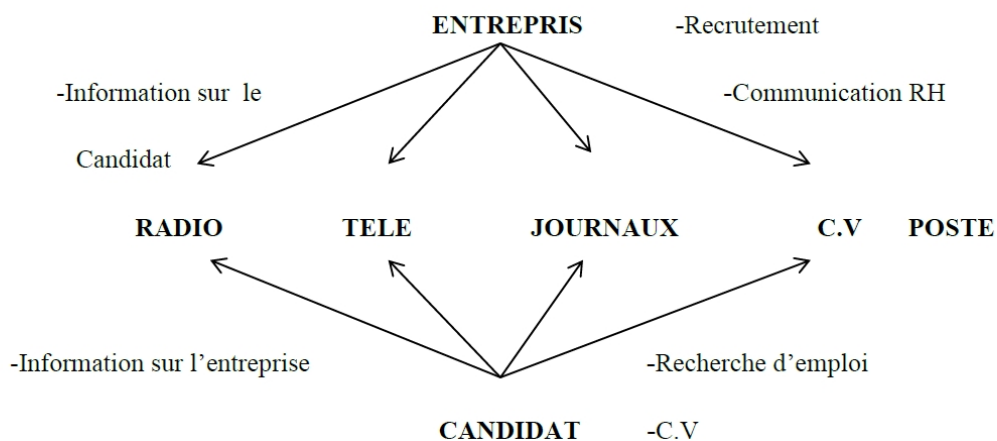 ENTREPRIS -Recrutement
-Information sur le -Communication RH
Candidat
RADIO TELE JOURNAUX C.V POSTE
-Information sur l’entreprise -Recherche d’emploi
CANDIDAT -C.V